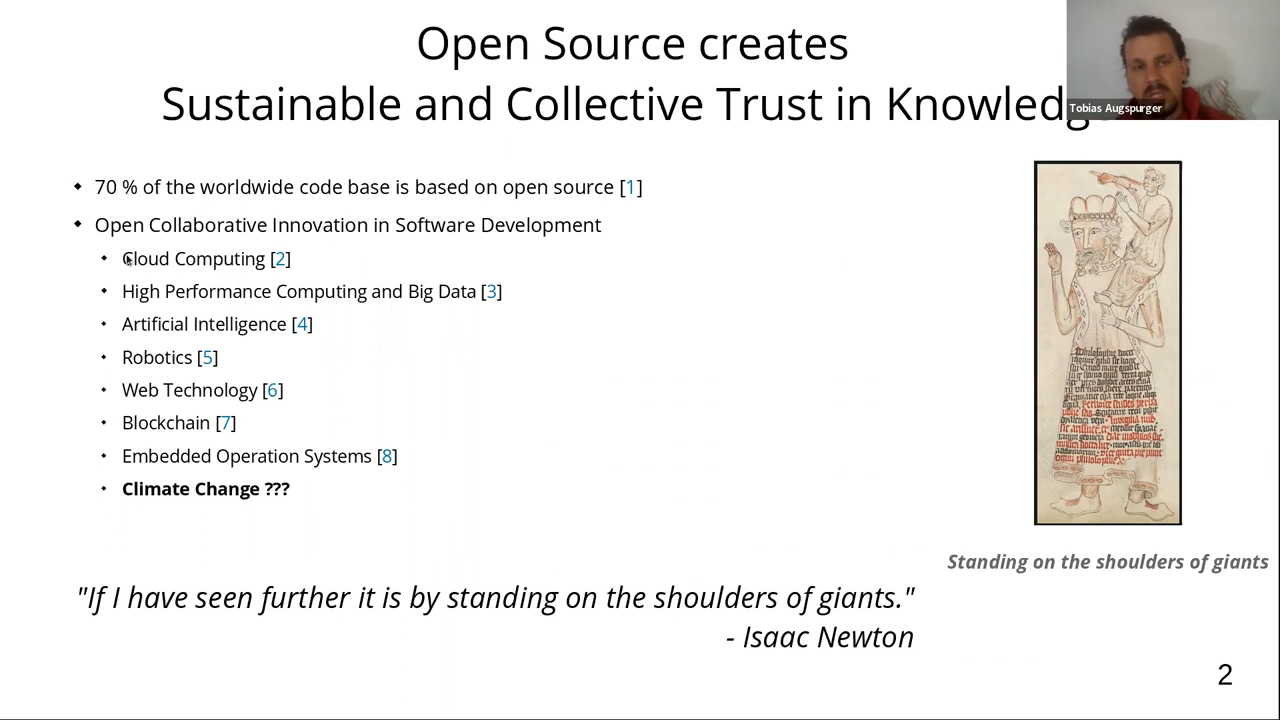 Open Source creates
Sustainable and Collective Trust in Knowledge
Tobias Augspurger
70 % of the worldwide code base is based on open source [1]
Open Collaborative Innovation in Software Development
Cloud Computing [2]
High Performance Computing and Big Data [3]
Artificial Intelligence [4]
Robotics [5]
Web Technology [6]
Blockchain [7]
Embedded Operation Systems [8]
Climate Change ???
Standing on the shoulders of giants
"If I have seen further it is by standing on the shoulders of giants."
- Isaac Newton
2